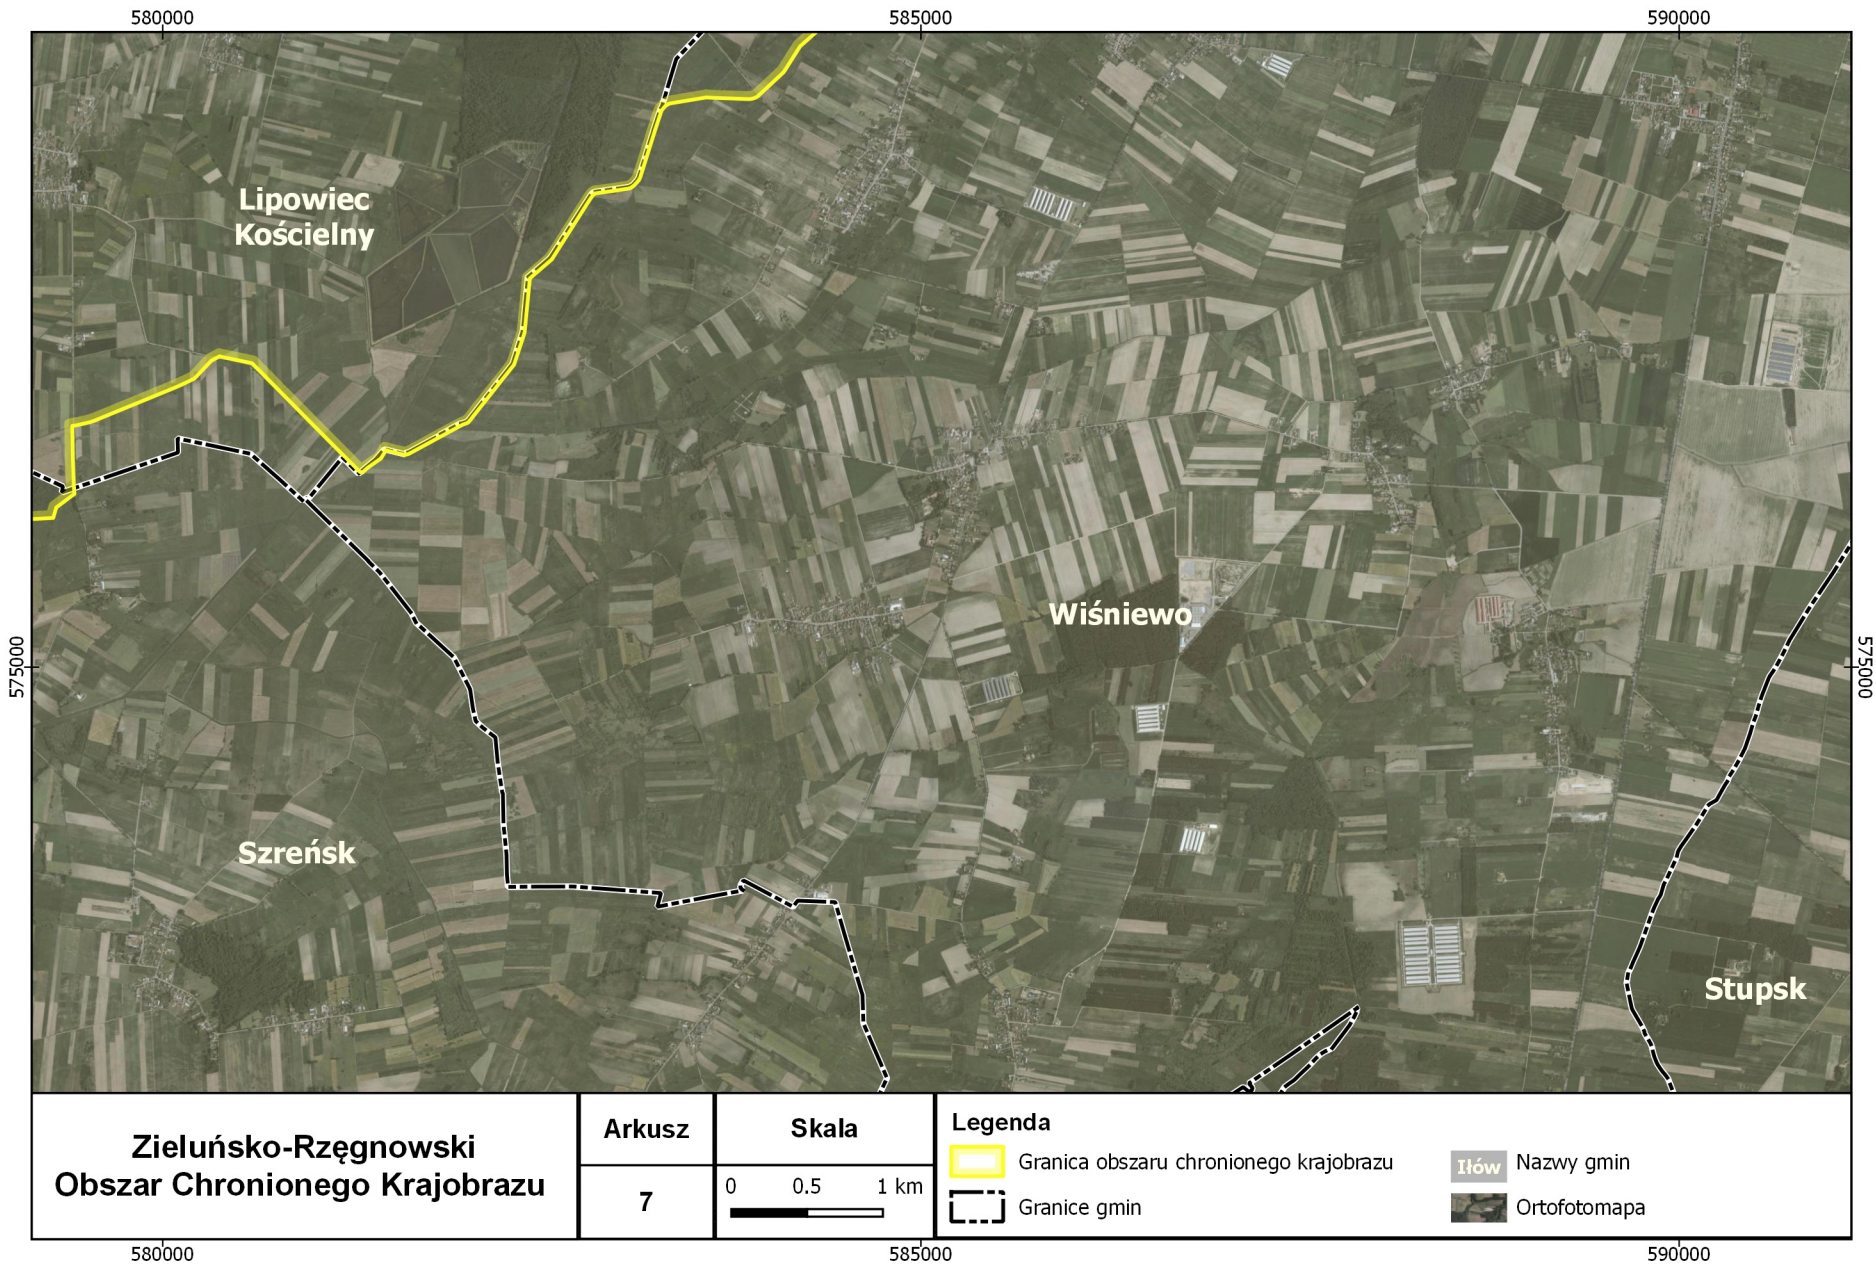 580000
585000
590000
Lipowiec
Kościelny
Wiśniewo
575000
575000
Szreńsk
Stupsk
Zieluńsko-Rzęgnowski
Obszar Chronionego Krajobrazu
Arkusz
7
Skala
0
0.5
1 km
Legenda
Granica obszaru chronionego krajobrazu
Granice gmin
Iłów
Nazwy gmin
Ortofotomapa
580000
585000
590000